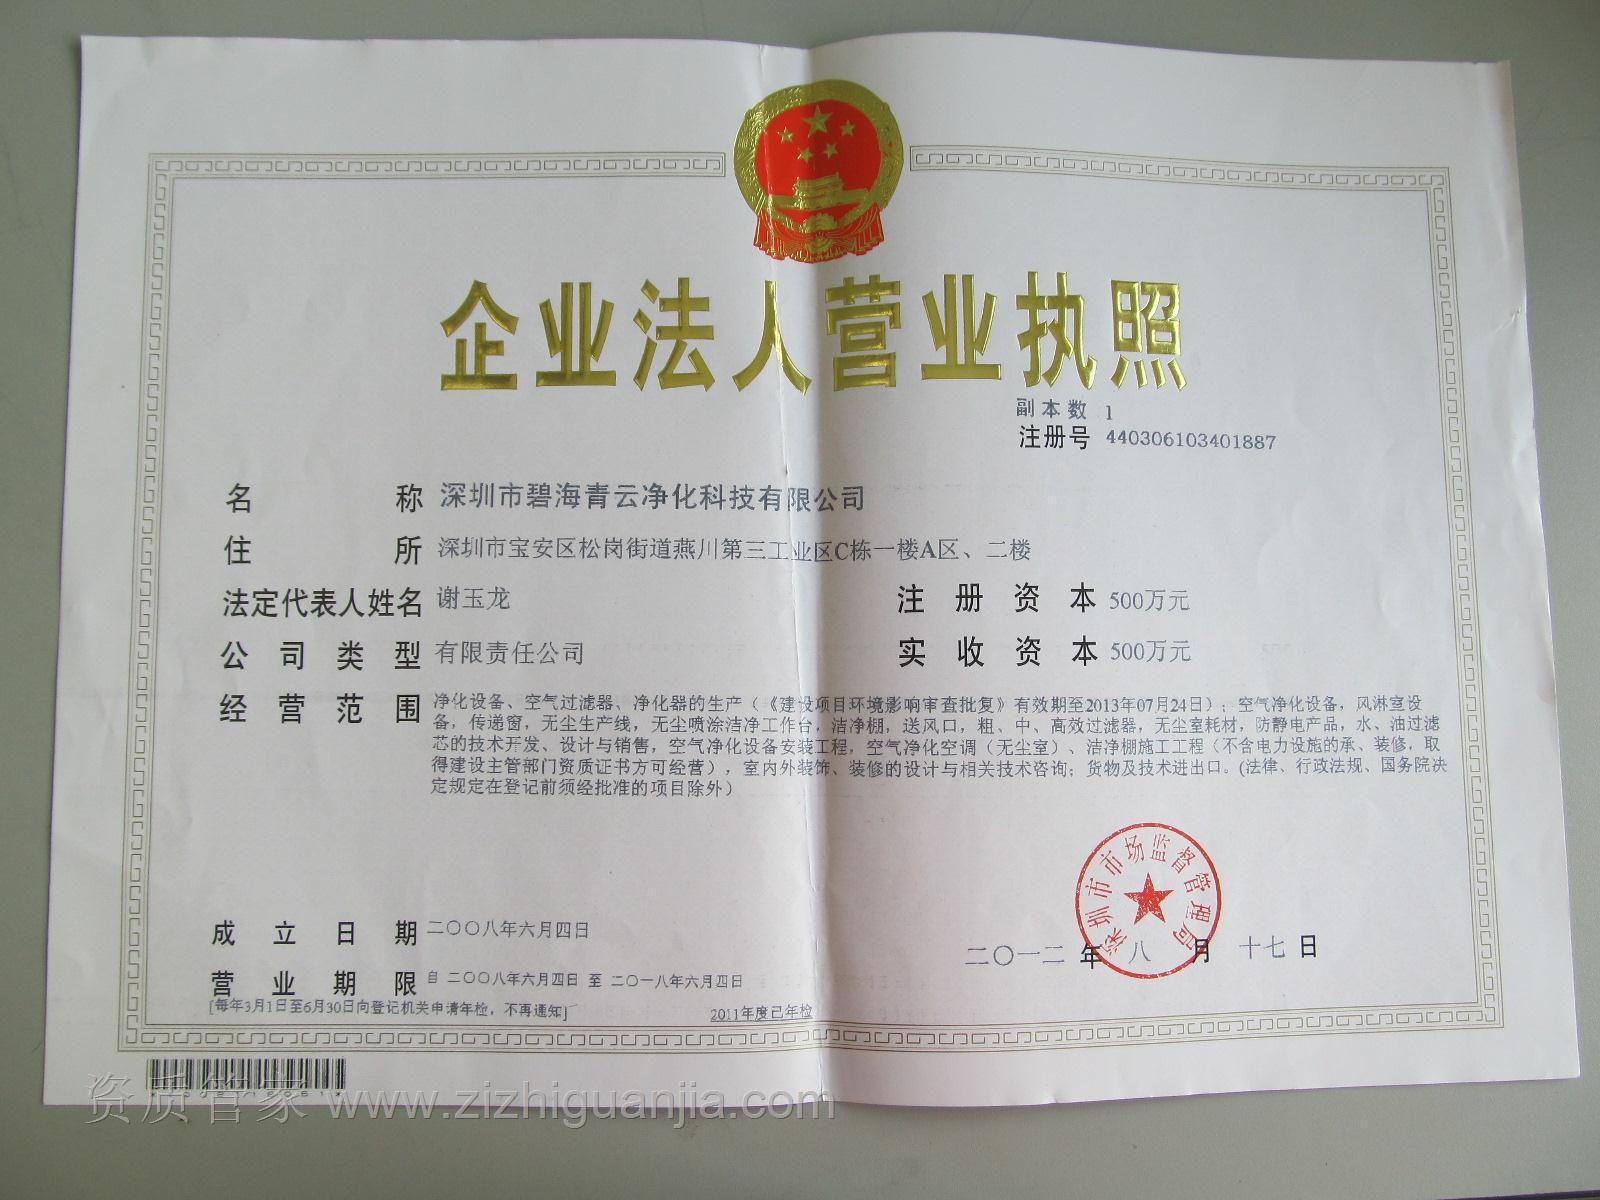 企业法人营业执照
副本数 1
注册号 440306103401887
名称 深圳市碧海青云净化科技有限公司
住所 深圳市宝安区松岗街道燕川第三工业区C栋一楼A区、二楼
法定代表人姓名 谢玉龙
注册资本 500万元
公司类型 有限责任公司
实收资本 500万元
经营范围 净化设备、空气过滤器、净化器的生产（《建设项目环境影响审查批复》有效期至2013年07月24日）；空气净化设备，风淋室设
备，传递窗，无尘生产线，无尘喷涂洁净工作台，洁净棚，送风口，粗、中、高效过滤器，无尘室耗材，防静电产品，水、油过滤
芯的技术开发、设计与销售，空气净化设备安装工程，空气净化空调（无尘室）、洁净棚施工工程（不含电力设施的承、装修，取
得建设主管部门资质证书方可经营），室内外装饰、装修的设计与相关技术咨询；货物及技术进出口。(法律、行政法规、国务院决
定规定在登记前须经批准的项目除外）
深圳市市场监督管理局
成立日期 二〇〇八年六月四日
二〇一二年八月十七日
营业期限 自 二〇〇八年六月四日 至 二〇一八年六月四日
[每年3月1日至6月30日向登记机关申请年检，不再通知]
2011年度已年检
资质管家 www.zizhiguanjia.com